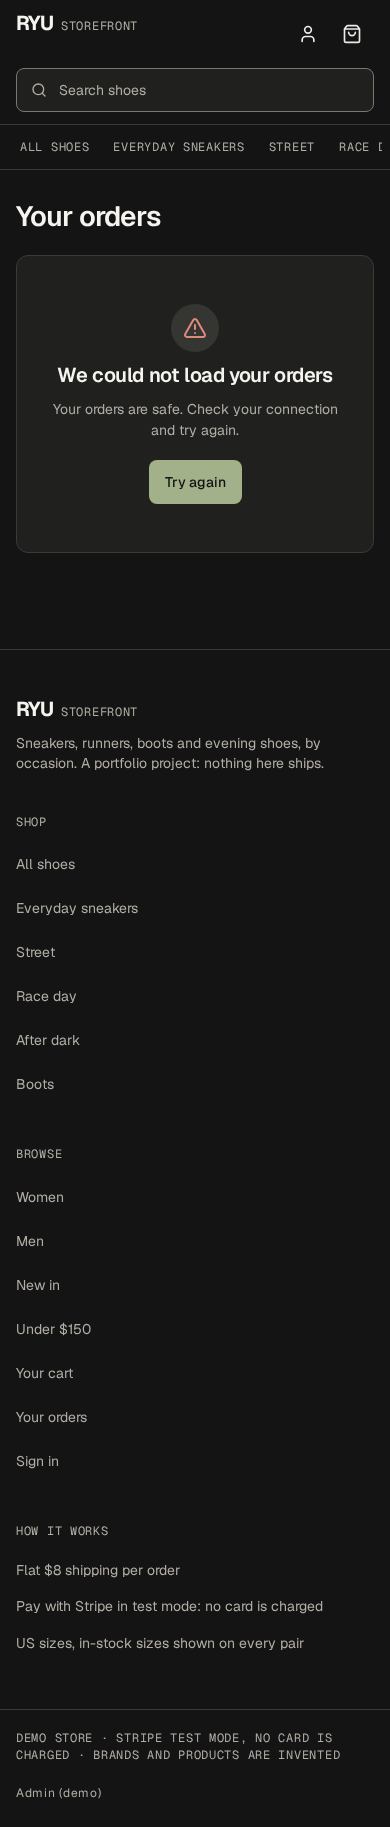 RYU STOREFRONT
Search shoes
ALL SHOES EVERYDAY SNEAKERS STREET RACE
Your orders
We could not load your orders
Your orders are safe. Check your connection
and try again.
Try again
RYU STOREFRONT
Sneakers, runners, boots and evening shoes, by
occasion. A portfolio project: nothing here ships.
SHOP
All shoes
Everyday sneakers
Street
Race day
After dark
Boots
BROWSE
Women
Men
New in
Under $150
Your cart
Your orders
Sign in
HOW IT WORKS
Flat $8 shipping per order
Pay with Stripe in test mode: no card is charged
US sizes, in-stock sizes shown on every pair
DEMO STORE · STRIPE TEST MODE, NO CARD IS
CHARGED · BRANDS AND PRODUCTS ARE INVENTED
Admin (demo)